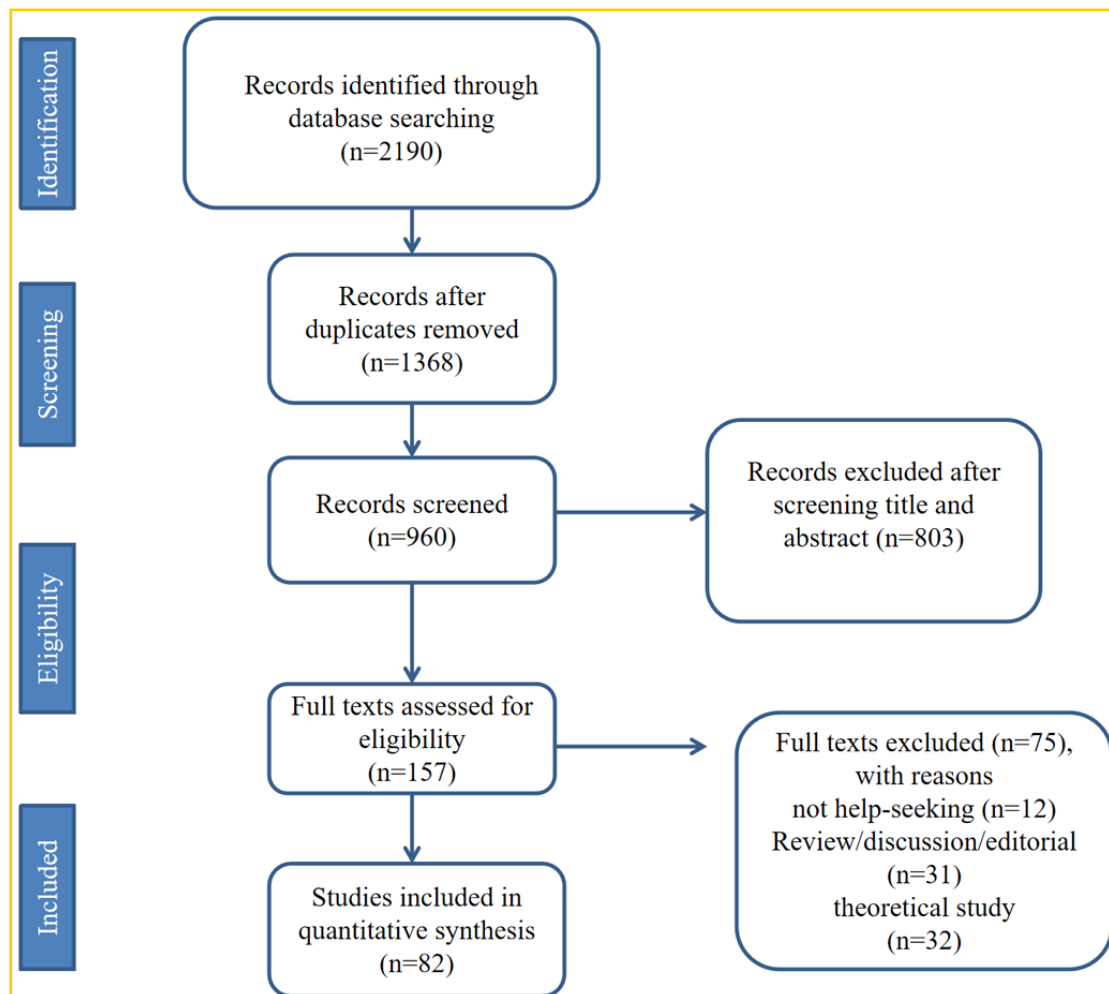 Identification
Records identified through
database searching
(n=2190)
Screening
Records after
duplicates removed
(n=1368)
Records screened
(n=960)
Records excluded after
screening title and
abstract (n=803)
Eligibility
Full texts assessed for
eligibility
(n=157)
Full texts excluded (n=75),
with reasons
not help-seeking (n=12)
Review/discussion/editorial
(n=31)
theoretical study
(n=32)
Included
Studies included in
quantitative synthesis
(n=82)